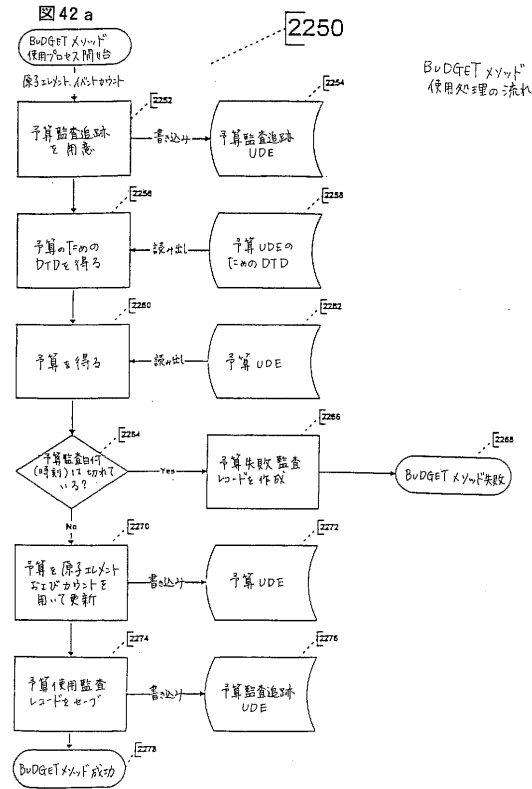 図42 a
2250
BUDGETメソッド
使用処理の流れ
BUDGETメソッド
使用プロセス開始
原子エレメント、イベントカウント
2252
予算監査追跡
を用意
書き込み
2254
予算監査追跡
UDE
2256
予算のための
DTDを得る
読み出し
2258
予算UDEの
ためのDTD
2260
予算を得る
読み出し
2262
予算UDE
2264
予算監査日付
(時刻)は切れて
いる?
Yes
2266
予算失敗監査
レコードを作成
2268
BUDGETメソッド失敗
No
2270
予算を原子エレメント
およびカウントを
用いて更新
書き込み
2272
予算UDE
2274
予算使用監査
レコードをセーブ
書き込み
2276
予算監査追跡
UDE
2278
BUDGETメソッド成功